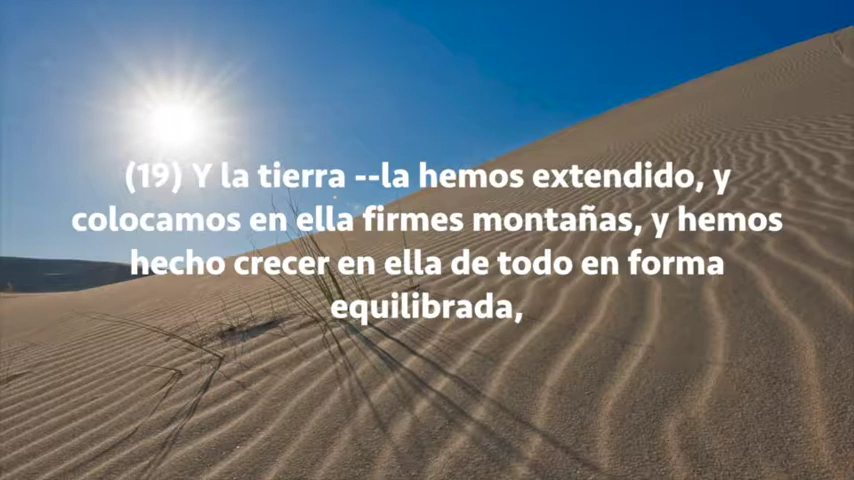 (19) Y la tierra --la hemos extendido, y
colocamos en ella firmes montañas, y hemos
hecho crecer en ella de todo en forma
equilibrada,